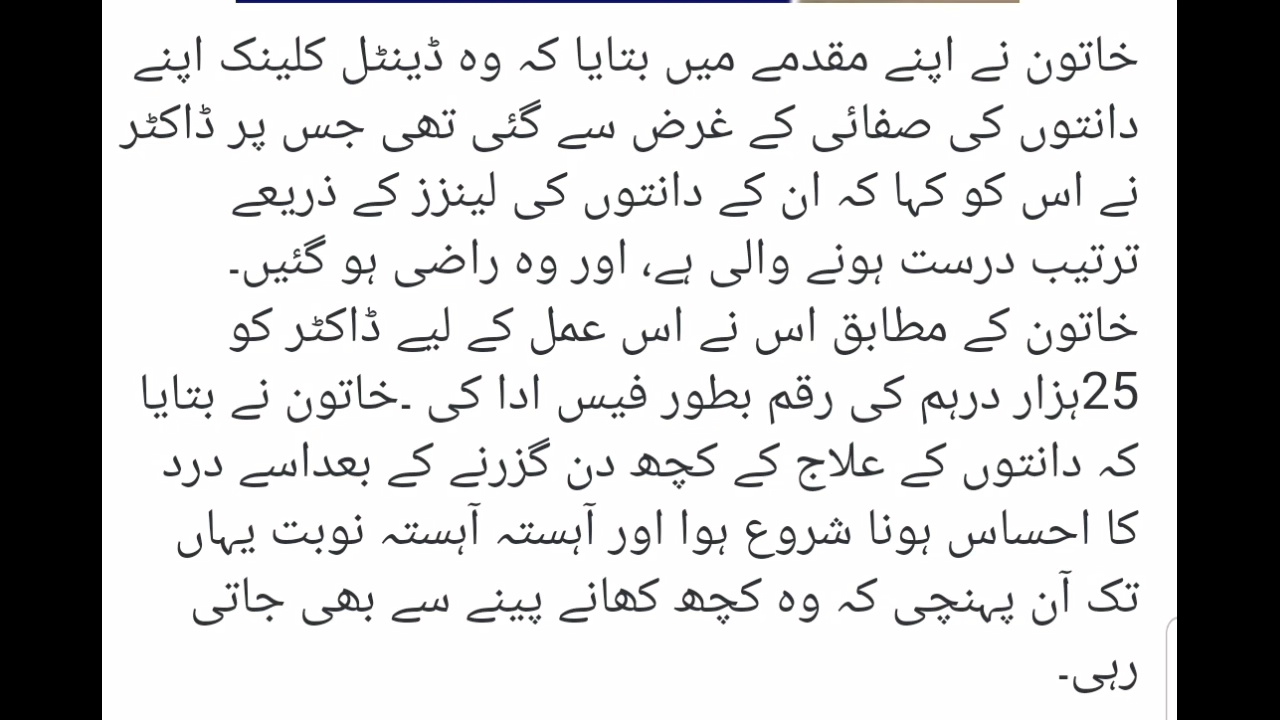 خاتون نے اپنے مقدمے میں بتایا کہ وہ ڈینٹل کلینک اپنے
دانتوں کی صفائی کے غرض سے گئی تھی جس پر ڈاکٹر
نے اس کو کہا کہ ان کے دانتوں کی لینزز کے ذریعے
ترتیب درست ہونے والی ہے، اور وہ راضی ہو گئیں۔
خاتون کے مطابق اس نے اس عمل کے لیے ڈاکٹر کو
25ہزار درہم کی رقم بطور فیس ادا کی ۔خاتون نے بتایا
کہ دانتوں کے علاج کے کچھ دن گزرنے کے بعداسے درد
کا احساس ہونا شروع ہوا اور آہستہ آہستہ نوبت یہاں
تک آن پہنچی کہ وہ کچھ کھانے پینے سے بھی جاتی
رہی۔